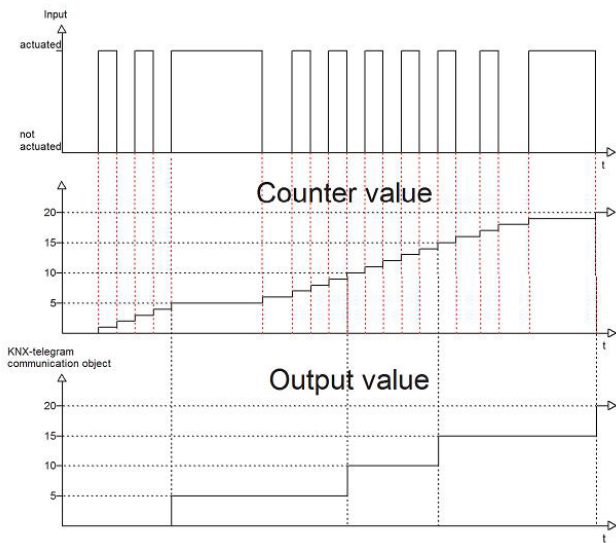 Input
actuated
not
actuated
t
Counter value
20
15
10
5
t
KNX-telegram
communication object
Output value
20
15
10
5
t